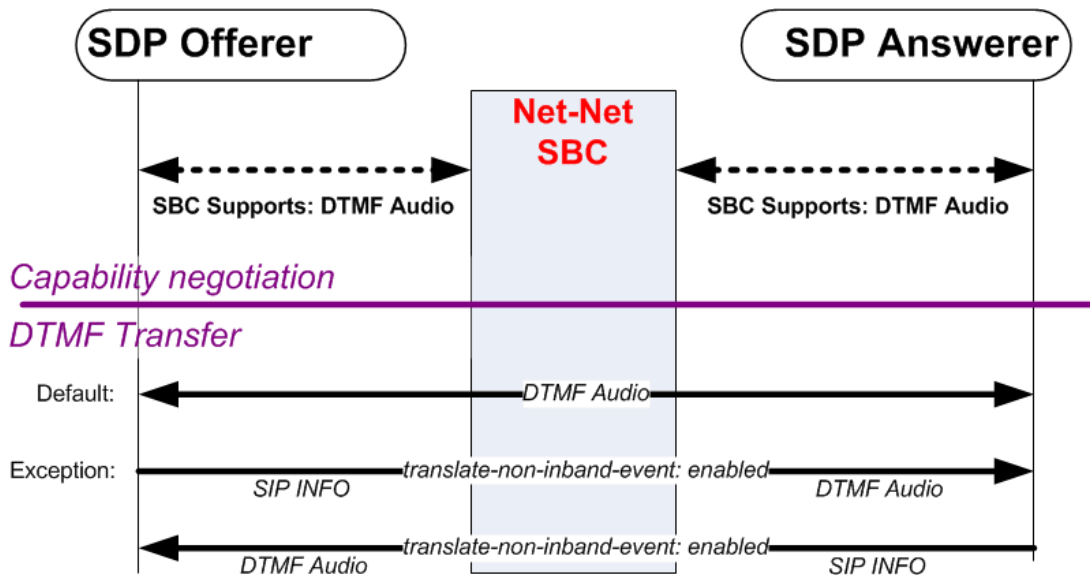 SDP Offerer
SDP Answerer
Net-Net
SBC
SBC Supports: DTMF Audio
SBC Supports: DTMF Audio
Capability negotiation
DTMF Transfer
Default:
DTMF Audio
Exception:
translate-non-inband-event: enabled
SIP INFO
DTMF Audio
translate-non-inband-event: enabled
DTMF Audio
SIP INFO